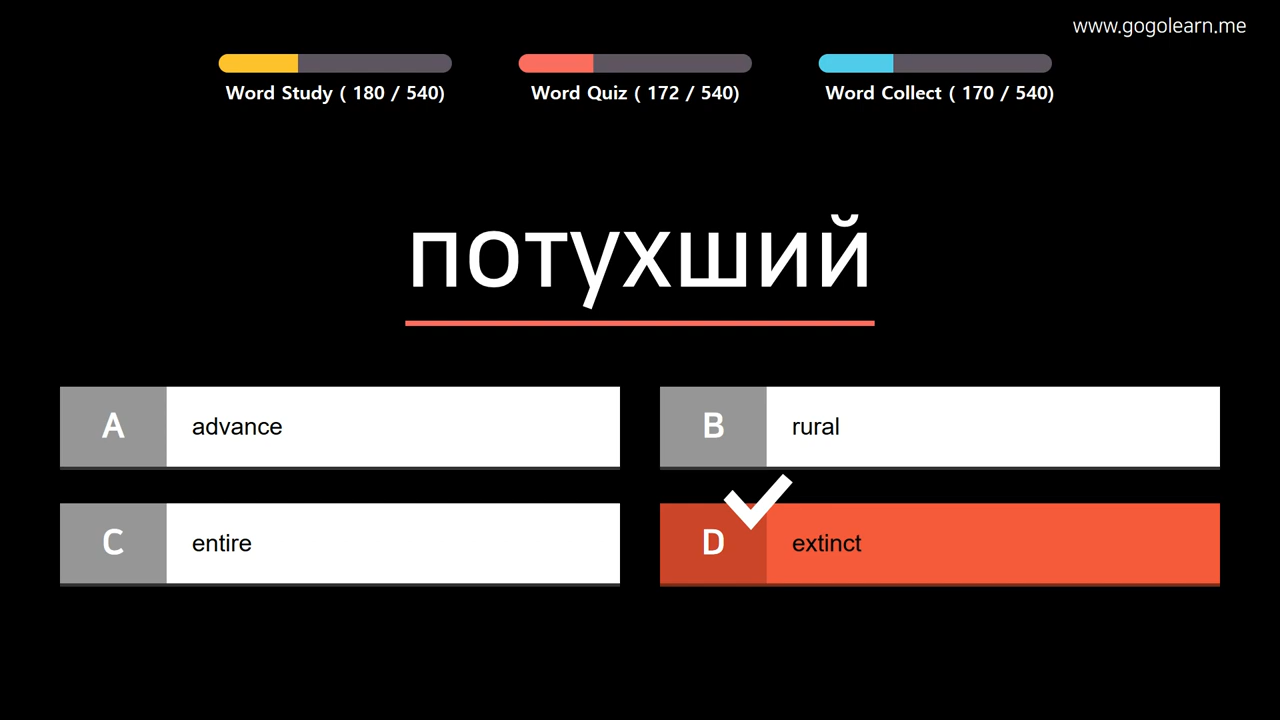 www.gogolearn.me
Word Study ( 180 / 540)
Word Quiz ( 172 / 540)
Word Collect ( 170 / 540)
потухший
A advance
B rural
C entire
D extinct